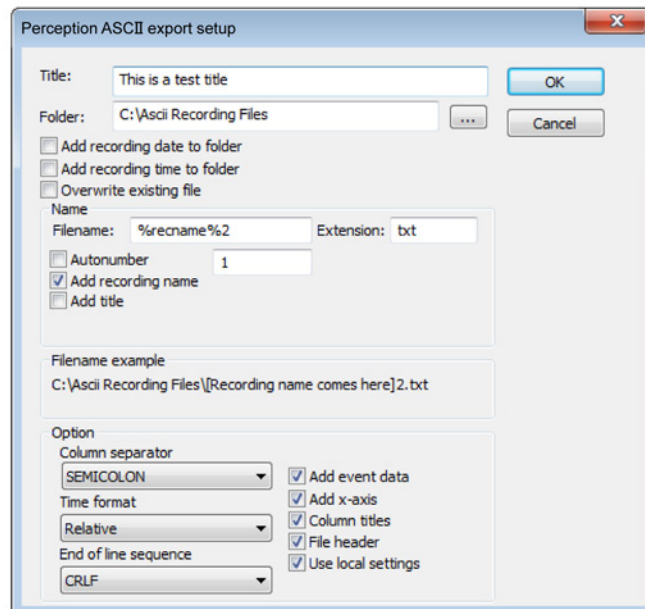 Perception ASCII export setup
x
Title: This is a test title OK
Folder: C:\Ascii Recording Files ... Cancel
Add recording date to folder
Add recording time to folder
Overwrite existing file
Name
Filename: %recname%2 Extension: txt
Autonumber 1
Add recording name
Add title
Filename example
C:\Ascii Recording Files\[Recording name comes here]2.txt
Option
Column separator
SEMICOLON Add event data
Add x-axis
Time format
Column titles
Relative
File header
End of line sequence
Use local settings
CRLF